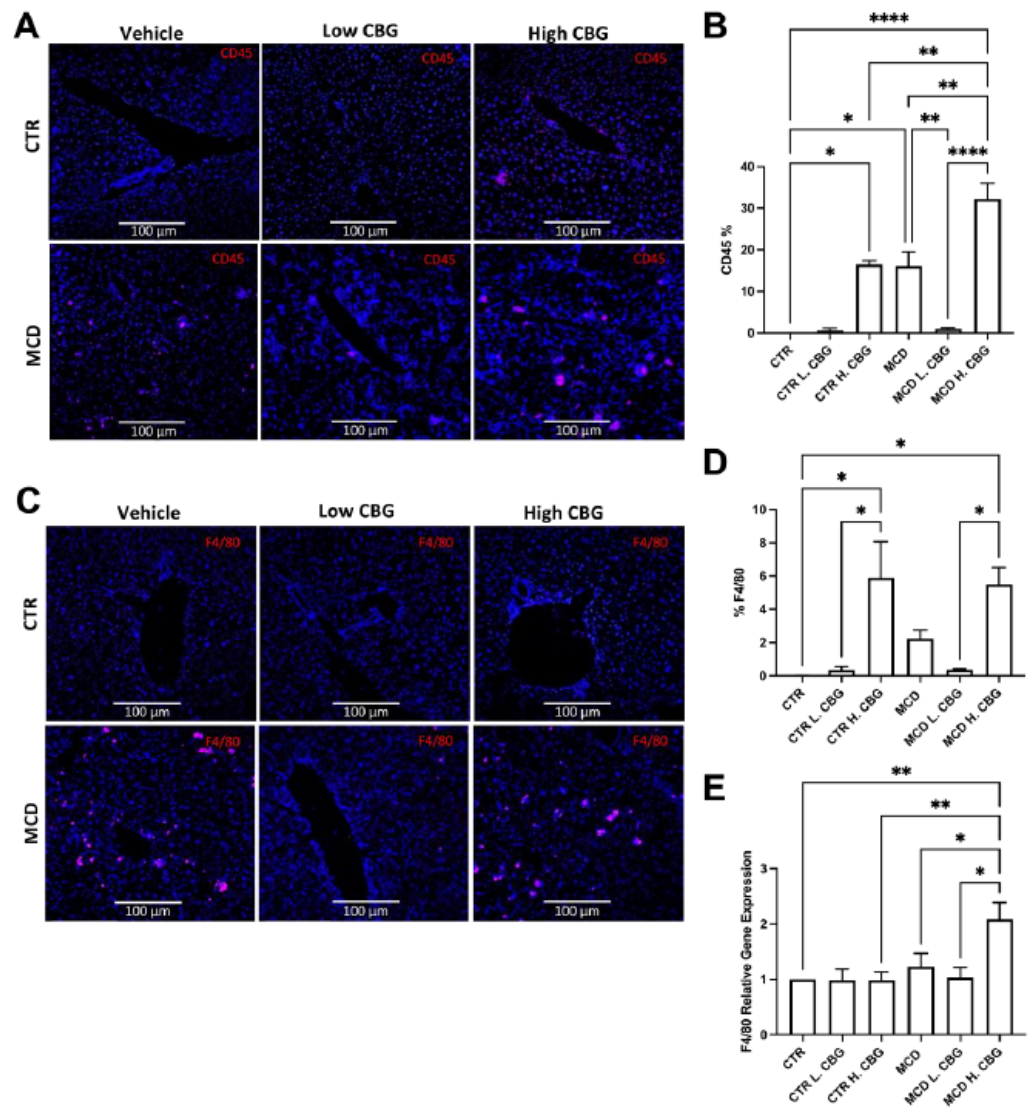 A
Vehicle
Low CBG
High CBG
CTR
CD45
CD45
CD45
100 µm
100 µm
100 µm
MCD
CD45
CD45
CD45
100 µm
100 µm
100 µm
B
****
**
**
*
**
*
****
CD45 %
40
30
20
10
0
CTR
CTR L. CBG
CTR H. CBG
MCD
MCD L. CBG
MCD H. CBG
C
Vehicle
Low CBG
High CBG
CTR
F4/80
F4/80
F4/80
100 µm
100 µm
100 µm
MCD
F4/80
F4/80
F4/80
100 µm
100 µm
100 µm
D
*
*
*
*
% F4/80
10
8
6
4
2
0
CTR
CTR L. CBG
CTR H. CBG
MCD
MCD L. CBG
MCD H. CBG
E
**
**
*
*
F4/80 Relative Gene Expression
3
2
1
0
CTR
CTR L. CBG
CTR H. CBG
MCD
MCD L. CBG
MCD H. CBG